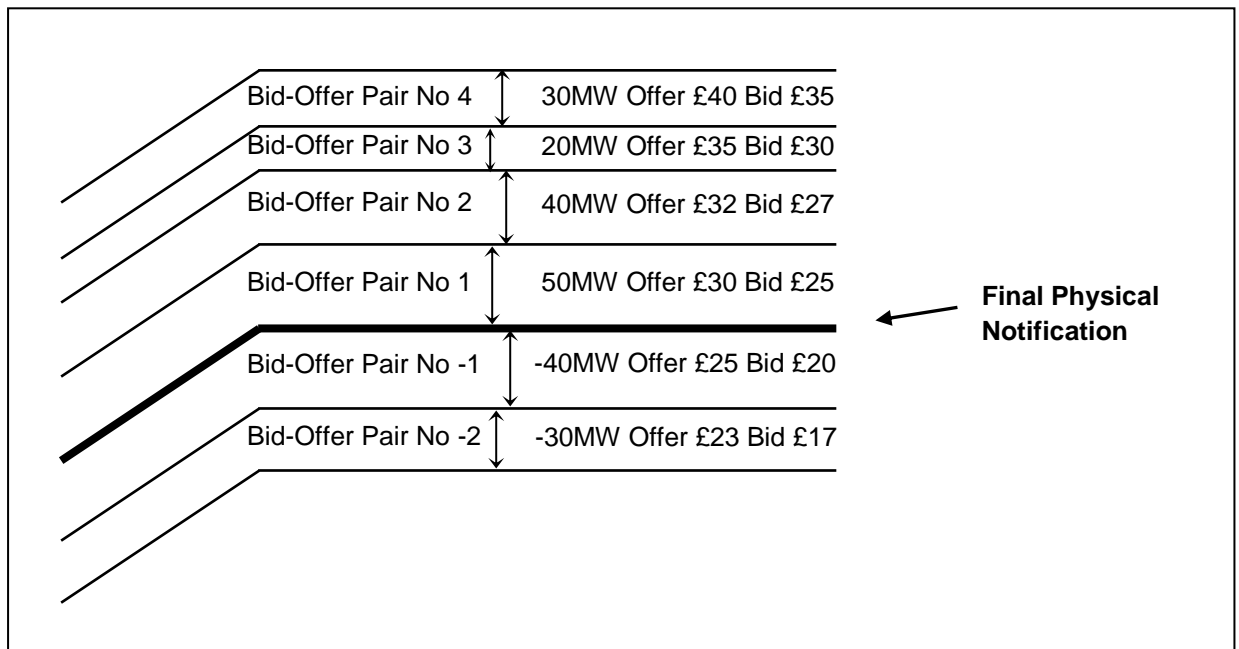 Bid-Offer Pair No 4 30MW Offer £40 Bid £35
Bid-Offer Pair No 3 20MW Offer £35 Bid £30
Bid-Offer Pair No 2 40MW Offer £32 Bid £27
Bid-Offer Pair No 1 50MW Offer £30 Bid £25
Final Physical
Notification
Bid-Offer Pair No -1 -40MW Offer £25 Bid £20
Bid-Offer Pair No -2 -30MW Offer £23 Bid £17